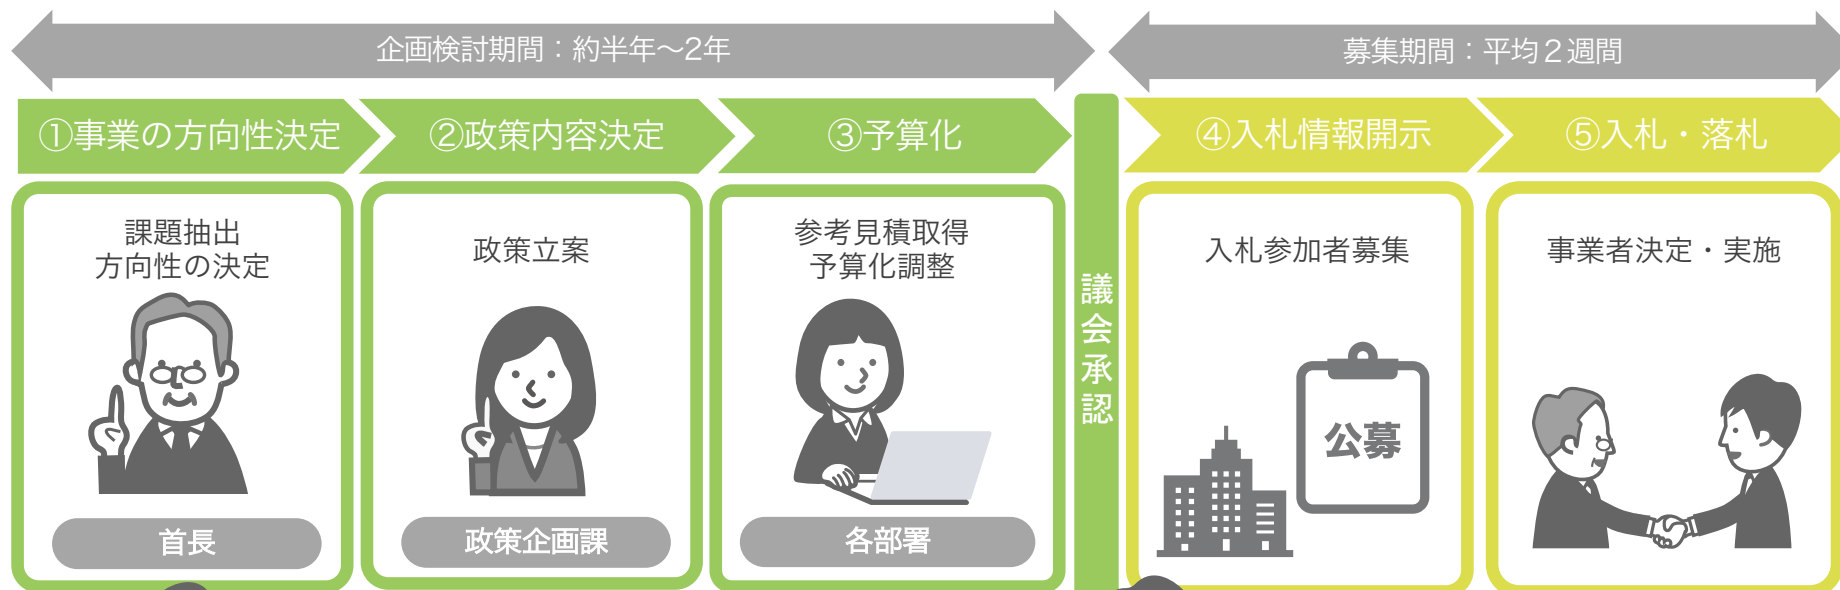 企画検討期間：約半年～2年
募集期間：平均２週間
①事業の方向性決定
②政策内容決定
③予算化
④入札情報開示
⑤入札・落札
課題抽出
方向性の決定
首長
政策立案
政策企画課
参考見積取得
予算化調整
各部署
議会承認
入札参加者募集
公募
事業者決定・実施